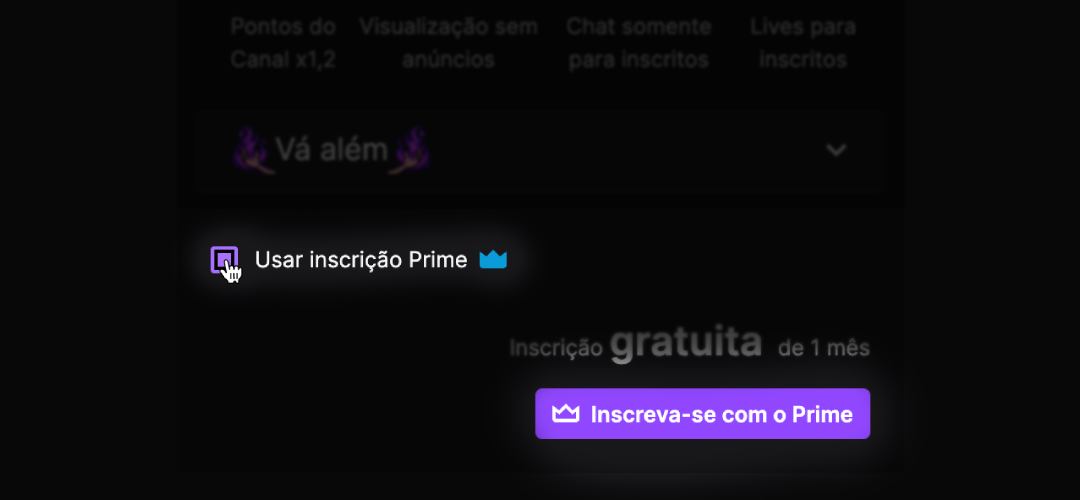 Pontos do Visualização sem Chat somente Lives para
Canal x1,2 anúncios para inscritos inscritos
Vá além
Usar inscrição Prime
Inscrição gratuita de 1 mês
Inscreva-se com o Prime